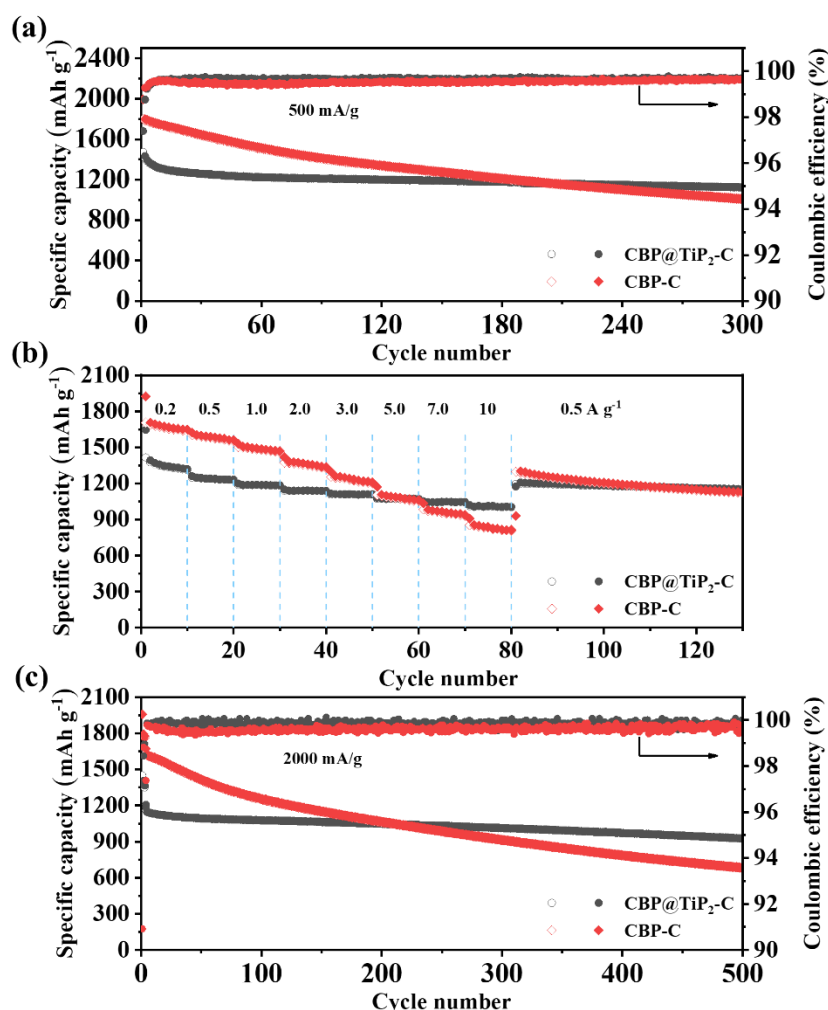 (a)
Specific capacity (mAh g⁻¹)
2400
2000
1600
1200
800
400
0
500 mA/g
CBP@TiP₂-C
CBP-C
100
98
96
94
92
90
Coulombic efficiency (%)
0 60 120 180 240 300
Cycle number
(b)
Specific capacity (mAh g⁻¹)
2100
1800
1500
1200
900
600
300
0
0.2 0.5 1.0 2.0 3.0 5.0 7.0 10 0.5 A g⁻¹
CBP@TiP₂-C
CBP-C
0 20 40 60 80 100 120
Cycle number
(c)
Specific capacity (mAh g⁻¹)
2100
1800
1500
1200
900
600
300
0
2000 mA/g
CBP@TiP₂-C
CBP-C
100
98
96
94
92
90
Coulombic efficiency (%)
0 100 200 300 400 500
Cycle number